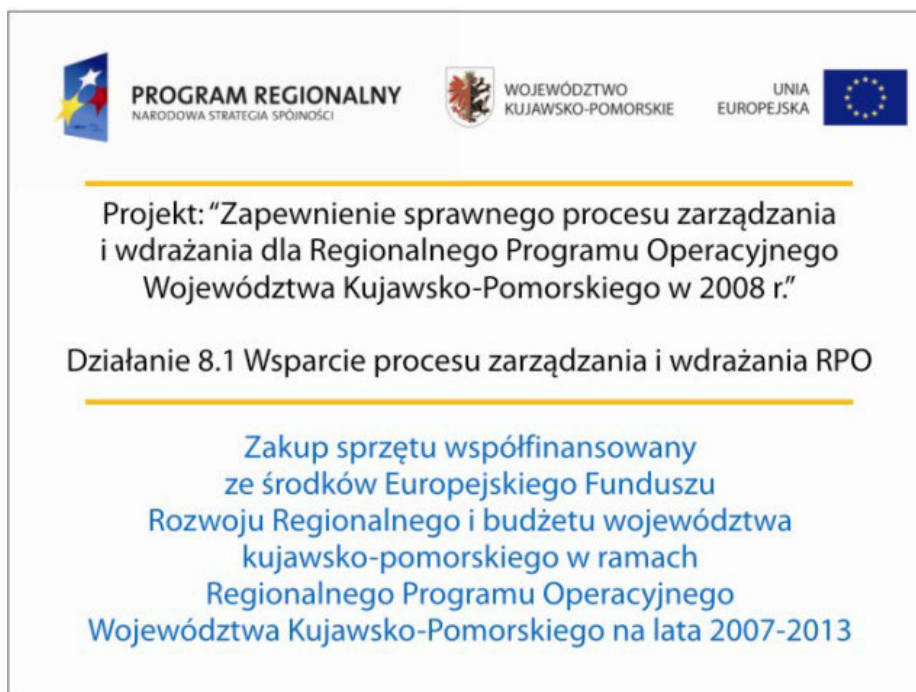 PROGRAM REGIONALNY
NARODOWA STRATEGIA SPÓJNOŚCI
WOJEWÓDZTWO
KUJAWSKO-POMORSKIE
UNIA
EUROPEJSKA
Projekt: “Zapewnienie sprawnego procesu zarządzania
i wdrażania dla Regionalnego Programu Operacyjnego
Województwa Kujawsko-Pomorskiego w 2008 r.”
Działanie 8.1 Wsparcie procesu zarządzania i wdrażania RPO
Zakup sprzętu współfinansowany
ze środków Europejskiego Funduszu
Rozwoju Regionalnego i budżetu województwa
kujawsko-pomorskiego w ramach
Regionalnego Programu Operacyjnego
Województwa Kujawsko-Pomorskiego na lata 2007-2013